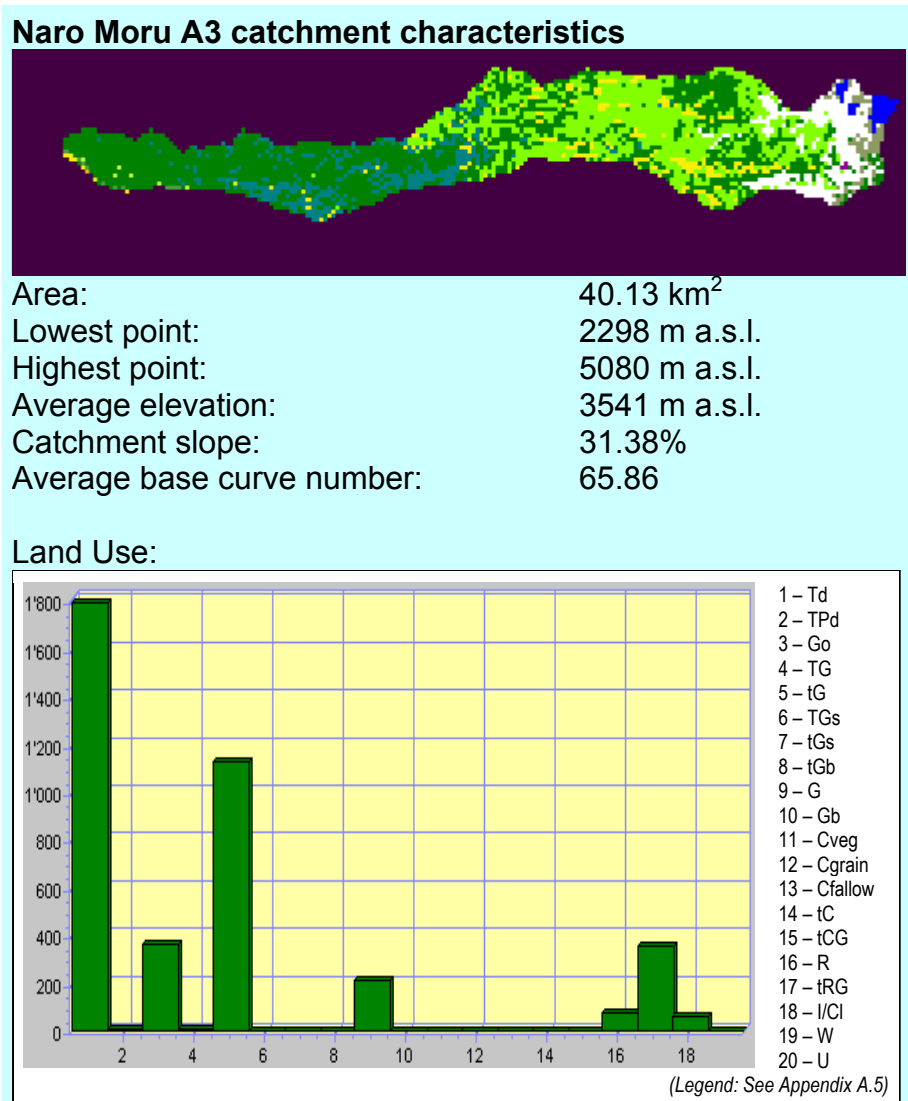 Naro Moru A3 catchment characteristics
Area: 40.13 km²
Lowest point: 2298 m a.s.l.
Highest point: 5080 m a.s.l.
Average elevation: 3541 m a.s.l.
Catchment slope: 31.38%
Average base curve number: 65.86
Land Use:
1'800
1'600
1'400
1'200
1'000
800
600
400
200
0
2 4 6 8 10 12 14 16 18
1 – Td
2 – TPd
3 – Go
4 – TG
5 – tG
6 – TGs
7 – tGs
8 – tGb
9 – G
10 – Gb
11 – Cveg
12 – Cgrain
13 – Cfallow
14 – tC
15 – tCG
16 – R
17 – tRG
18 – I/Cl
19 – W
20 – U
(Legend: See Appendix A.5)